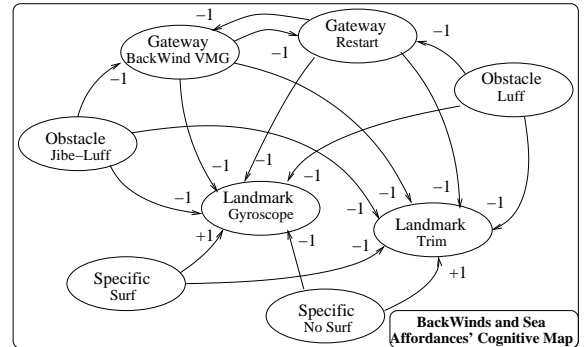 −1
Gateway
BackWind VMG
−1
Gateway
Restart
−1
−1
Obstacle
Luff
Obstacle
Jibe−Luff
−1
−1
−1
−1
−1
−1
−1
−1
Landmark
Gyroscope
−1
−1
Landmark
Trim
+1
−1
−1
+1
Specific
Surf
Specific
No Surf
BackWinds and Sea
Affordances' Cognitive Map